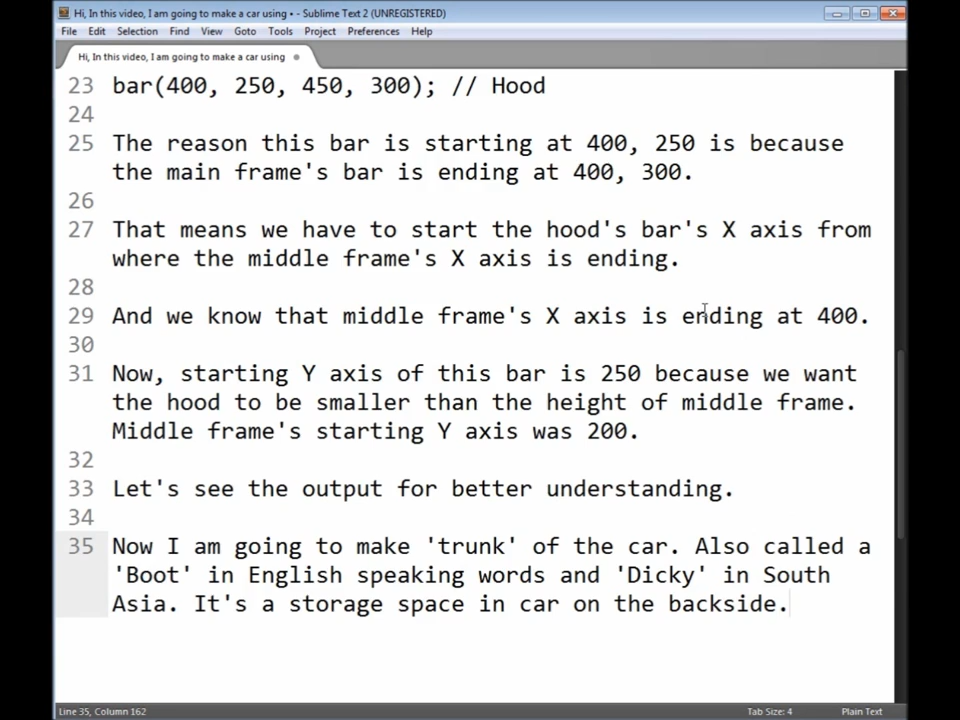 Hi, In this video, I am going to make a car using • - Sublime Text 2 (UNREGISTERED)
File Edit Selection Find View Goto Tools Project Preferences Help
Hi, In this video, I am going to make a car using
23 bar(400, 250, 450, 300); // Hood
24
25 The reason this bar is starting at 400, 250 is because
the main frame's bar is ending at 400, 300.
26
27 That means we have to start the hood's bar's X axis from
where the middle frame's X axis is ending.
28
29 And we know that middle frame's X axis is ending at 400.
30
31 Now, starting Y axis of this bar is 250 because we want
the hood to be smaller than the height of middle frame.
Middle frame's starting Y axis was 200.
32
33 Let's see the output for better understanding.
34
35 Now I am going to make 'trunk' of the car. Also called a
'Boot' in English speaking words and 'Dicky' in South
Asia. It's a storage space in car on the backside.
Line 35, Column 162 Tab Size: 4 Plain Text